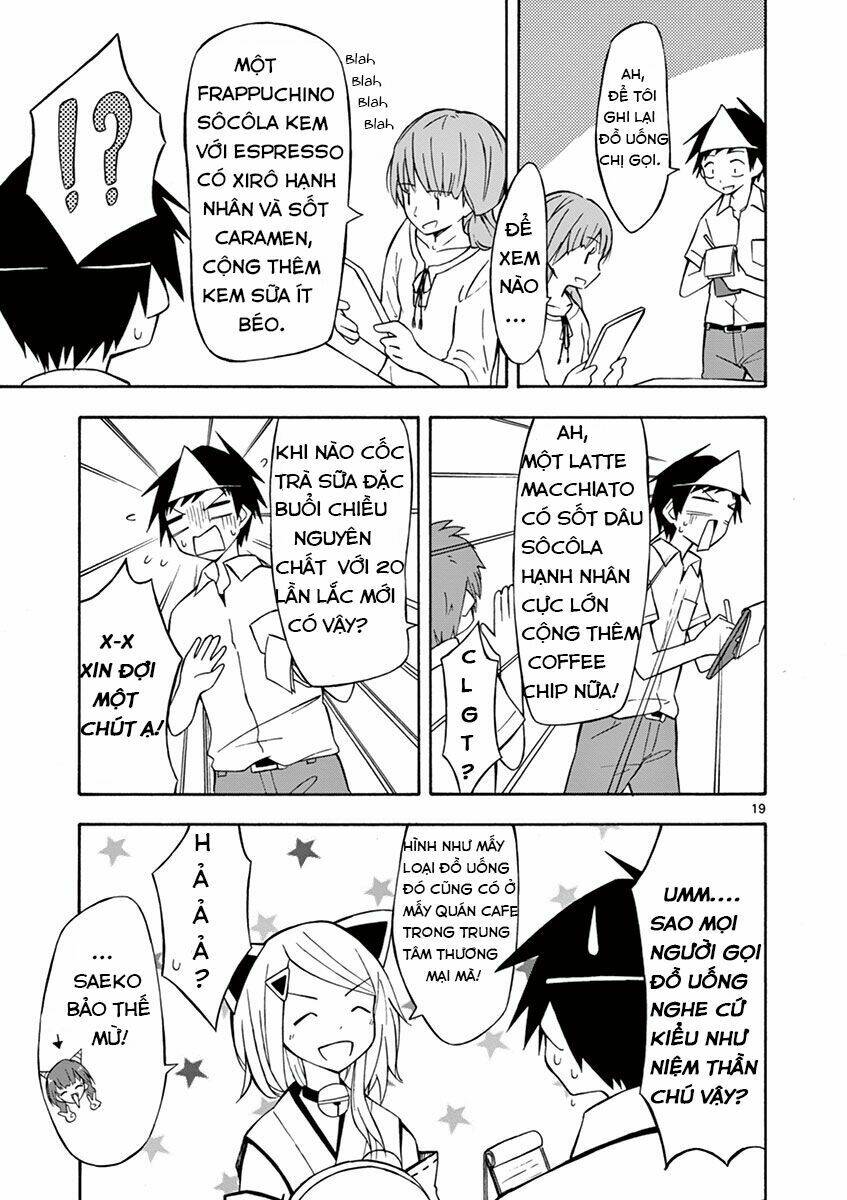 AH,
ĐỂ TÔI
GHI LẠI
ĐỒ UỐNG
CHỊ GỌI.
ĐỂ
XEM
NÀO
...
Blah
Blah
Blah
Blah
MỘT
FRAPPUCHINO
SÔCÔLA KEM
VỚI ESPRESSO
CÓ XIRÔ HẠNH
NHÂN VÀ SỐT
CARAMEN,
CỘNG THÊM
KEM SỮA ÍT
BÉO.
!?
AH,
MỘT LATTE
MACCHIATO
CÓ SỐT DÂU
SÔCÔLA
HẠNH NHÂN
CỰC LỚN
CỘNG THÊM
COFFEE
CHIP NỮA!
CLGT?
KHI NÀO CỐC
TRÀ SỮA ĐẶC
BUỔI CHIỀU
NGUYÊN
CHẤT VỚI 20
LẦN LẮC MỚI
CÓ VẬY?
X-X
XIN ĐỢI
MỘT
CHÚT Ạ!
19
UMM....
SAO MỌI
NGƯỜI GỌI
ĐỒ UỐNG
NGHE CỨ
KIỂU NHƯ
NIỆM THẦN
CHÚ VẬY?
HÌNH NHƯ MẤY
LOẠI ĐỒ UỐNG
ĐÓ CŨNG CÓ Ở
MẤY QUÁN CAFE
TRONG TRUNG
TÂM THƯƠNG
MẠI MÀ!
HẢẢẢ?
...
SAEKO
BẢO THẾ
MỪ!